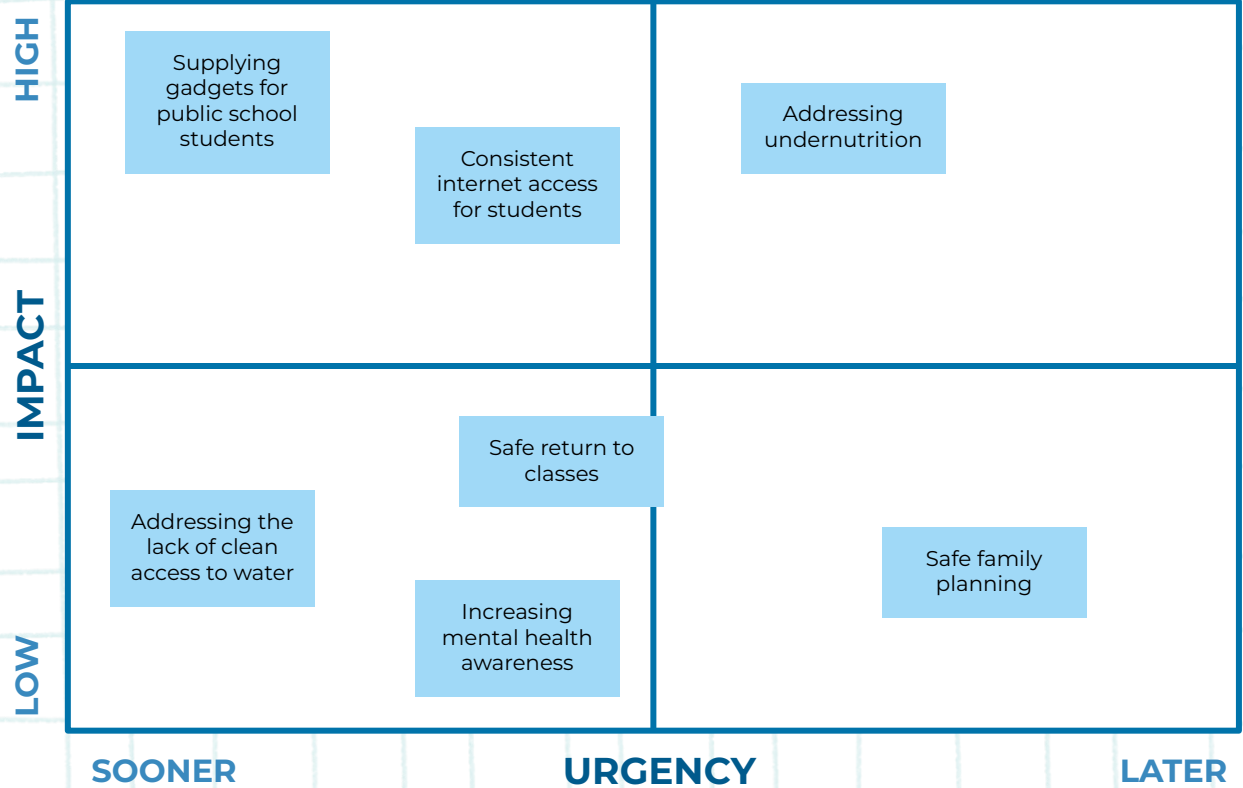 HIGH
IMPACT
LOW
Supplying
gadgets for
public school
students
Consistent
internet access
for students
Addressing
undernutrition
Safe return to
classes
Addressing the
lack of clean
access to water
Increasing
mental health
awareness
Safe family
planning
SOONER
URGENCY
LATER